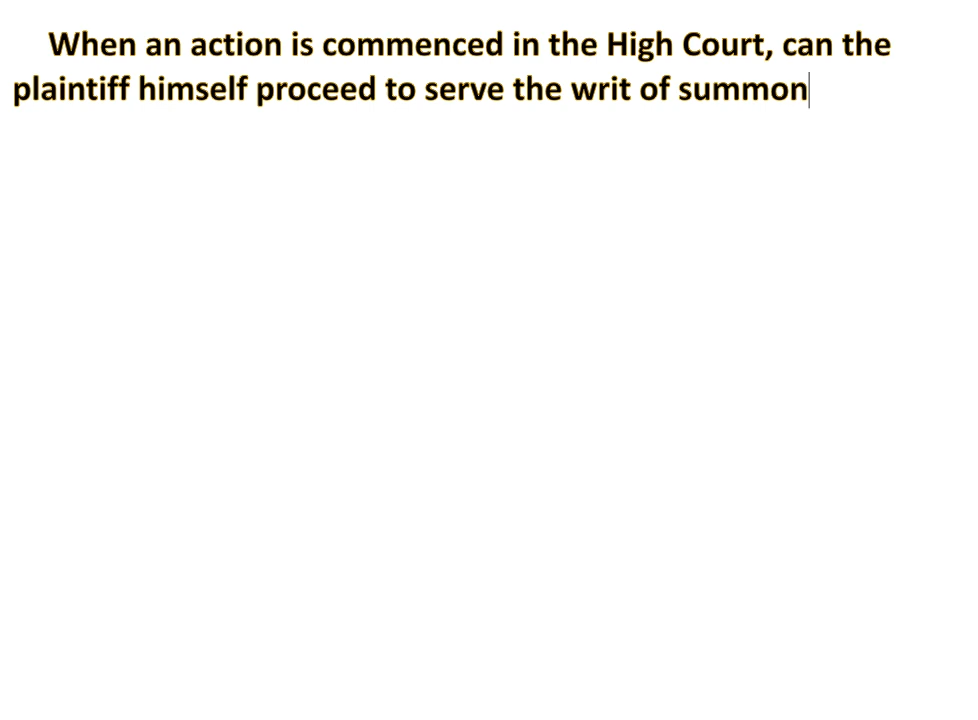 When an action is commenced in the High Court, can the
plaintiff himself proceed to serve the writ of summon